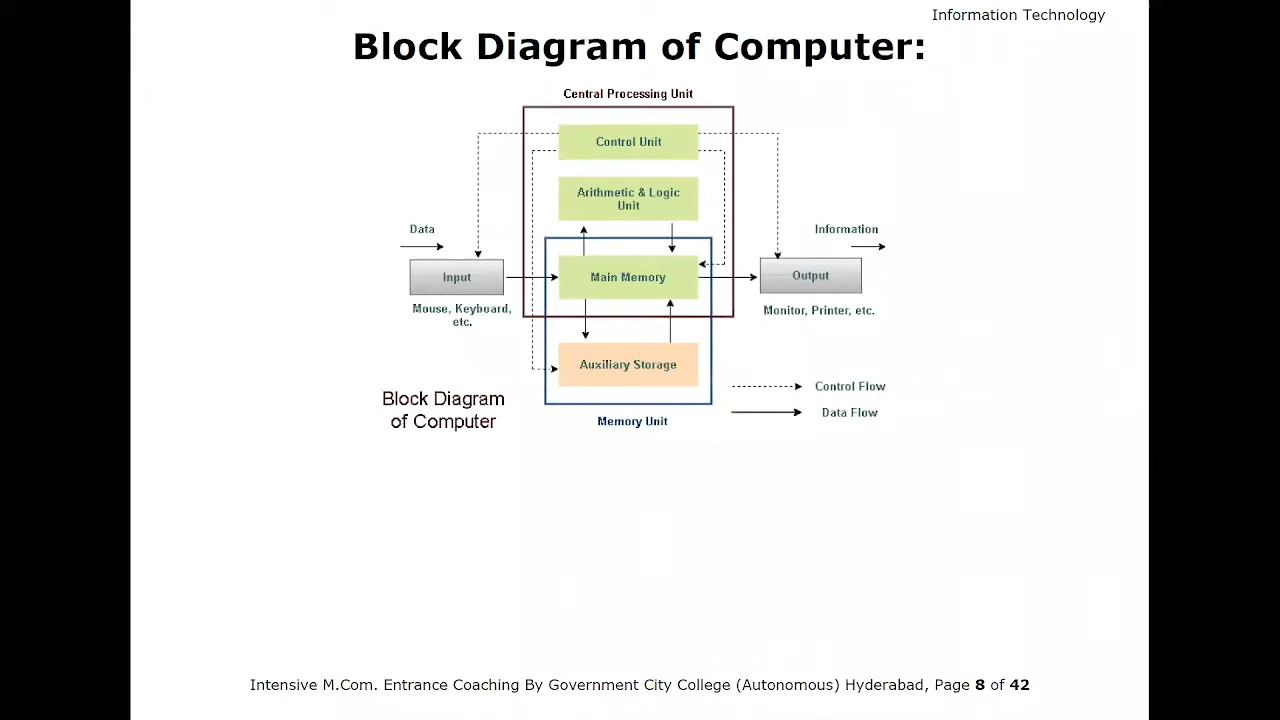 Information Technology
Block Diagram of Computer:
Central Processing Unit
Control Unit
Arithmetic & Logic
Unit
Data
Information
Input
Main Memory
Output
Mouse, Keyboard,
etc.
Monitor, Printer, etc.
Auxiliary Storage
Control Flow
Block Diagram
of Computer
Data Flow
Memory Unit
Intensive M.Com. Entrance Coaching By Government City College (Autonomous) Hyderabad, Page 8 of 42